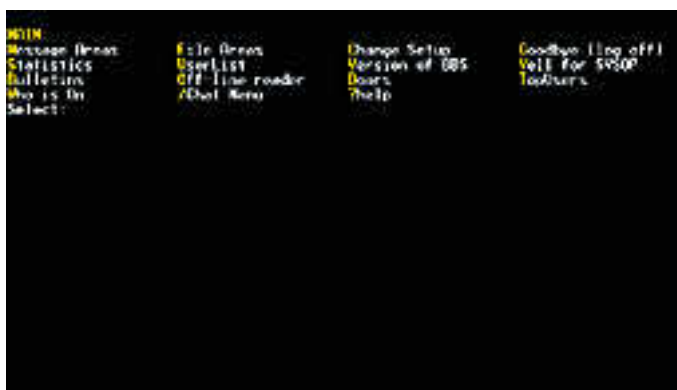 MAIN
Message Areas File Areas Change Setup Goodbye (log off)
Statistics UserList Version of BBS Yell for SYSOP
Bulletins Off line reader Doors TopUsers
Who is On /Chat Menu ?help
Select: